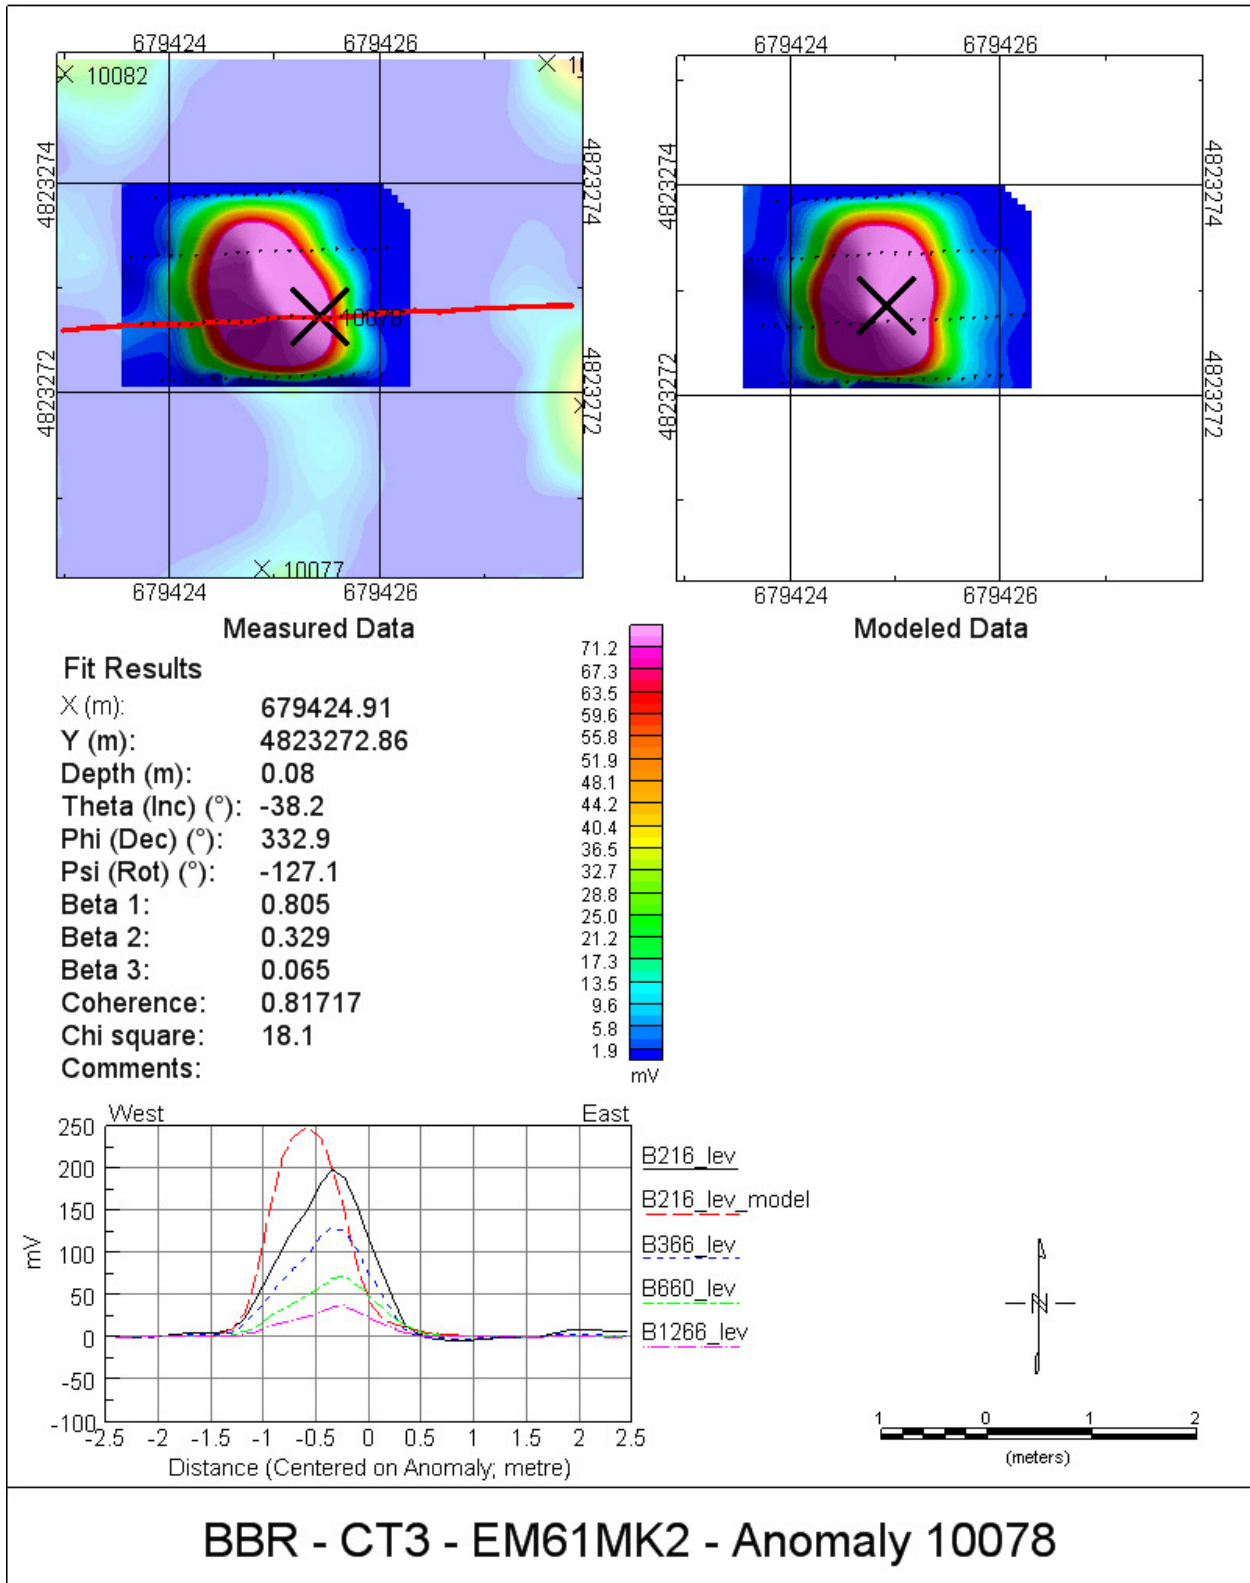 679424 679426 679424 679426
10082 1
4823274 4823274 4823274 4823274
10078
4823272 4823272 4823272 4823272
10077
679424 679426 679424 679426
Measured Data Modeled Data
Fit Results
X (m): 679424.91
Y (m): 4823272.86
Depth (m): 0.08
Theta (Inc) (°): -38.2
Phi (Dec) (°): 332.9
Psi (Rot) (°): -127.1
Beta 1: 0.805
Beta 2: 0.329
Beta 3: 0.065
Coherence: 0.81717
Chi square: 18.1
Comments:
71.2
67.3
63.5
59.6
55.8
51.9
48.1
44.2
40.4
36.5
32.7
28.8
25.0
21.2
17.3
13.5
9.6
5.8
1.9
mV
West East
250
200
150
100
50
0
-50
-100
mV
-2.5 -2 -1.5 -1 -0.5 0 0.5 1 1.5 2 2.5
Distance (Centered on Anomaly; metre)
B216_lev
B216_lev_model
B366_lev
B660_lev
B1266_lev
N
1 0 1 2
(meters)
BBR - CT3 - EM61MK2 - Anomaly 10078